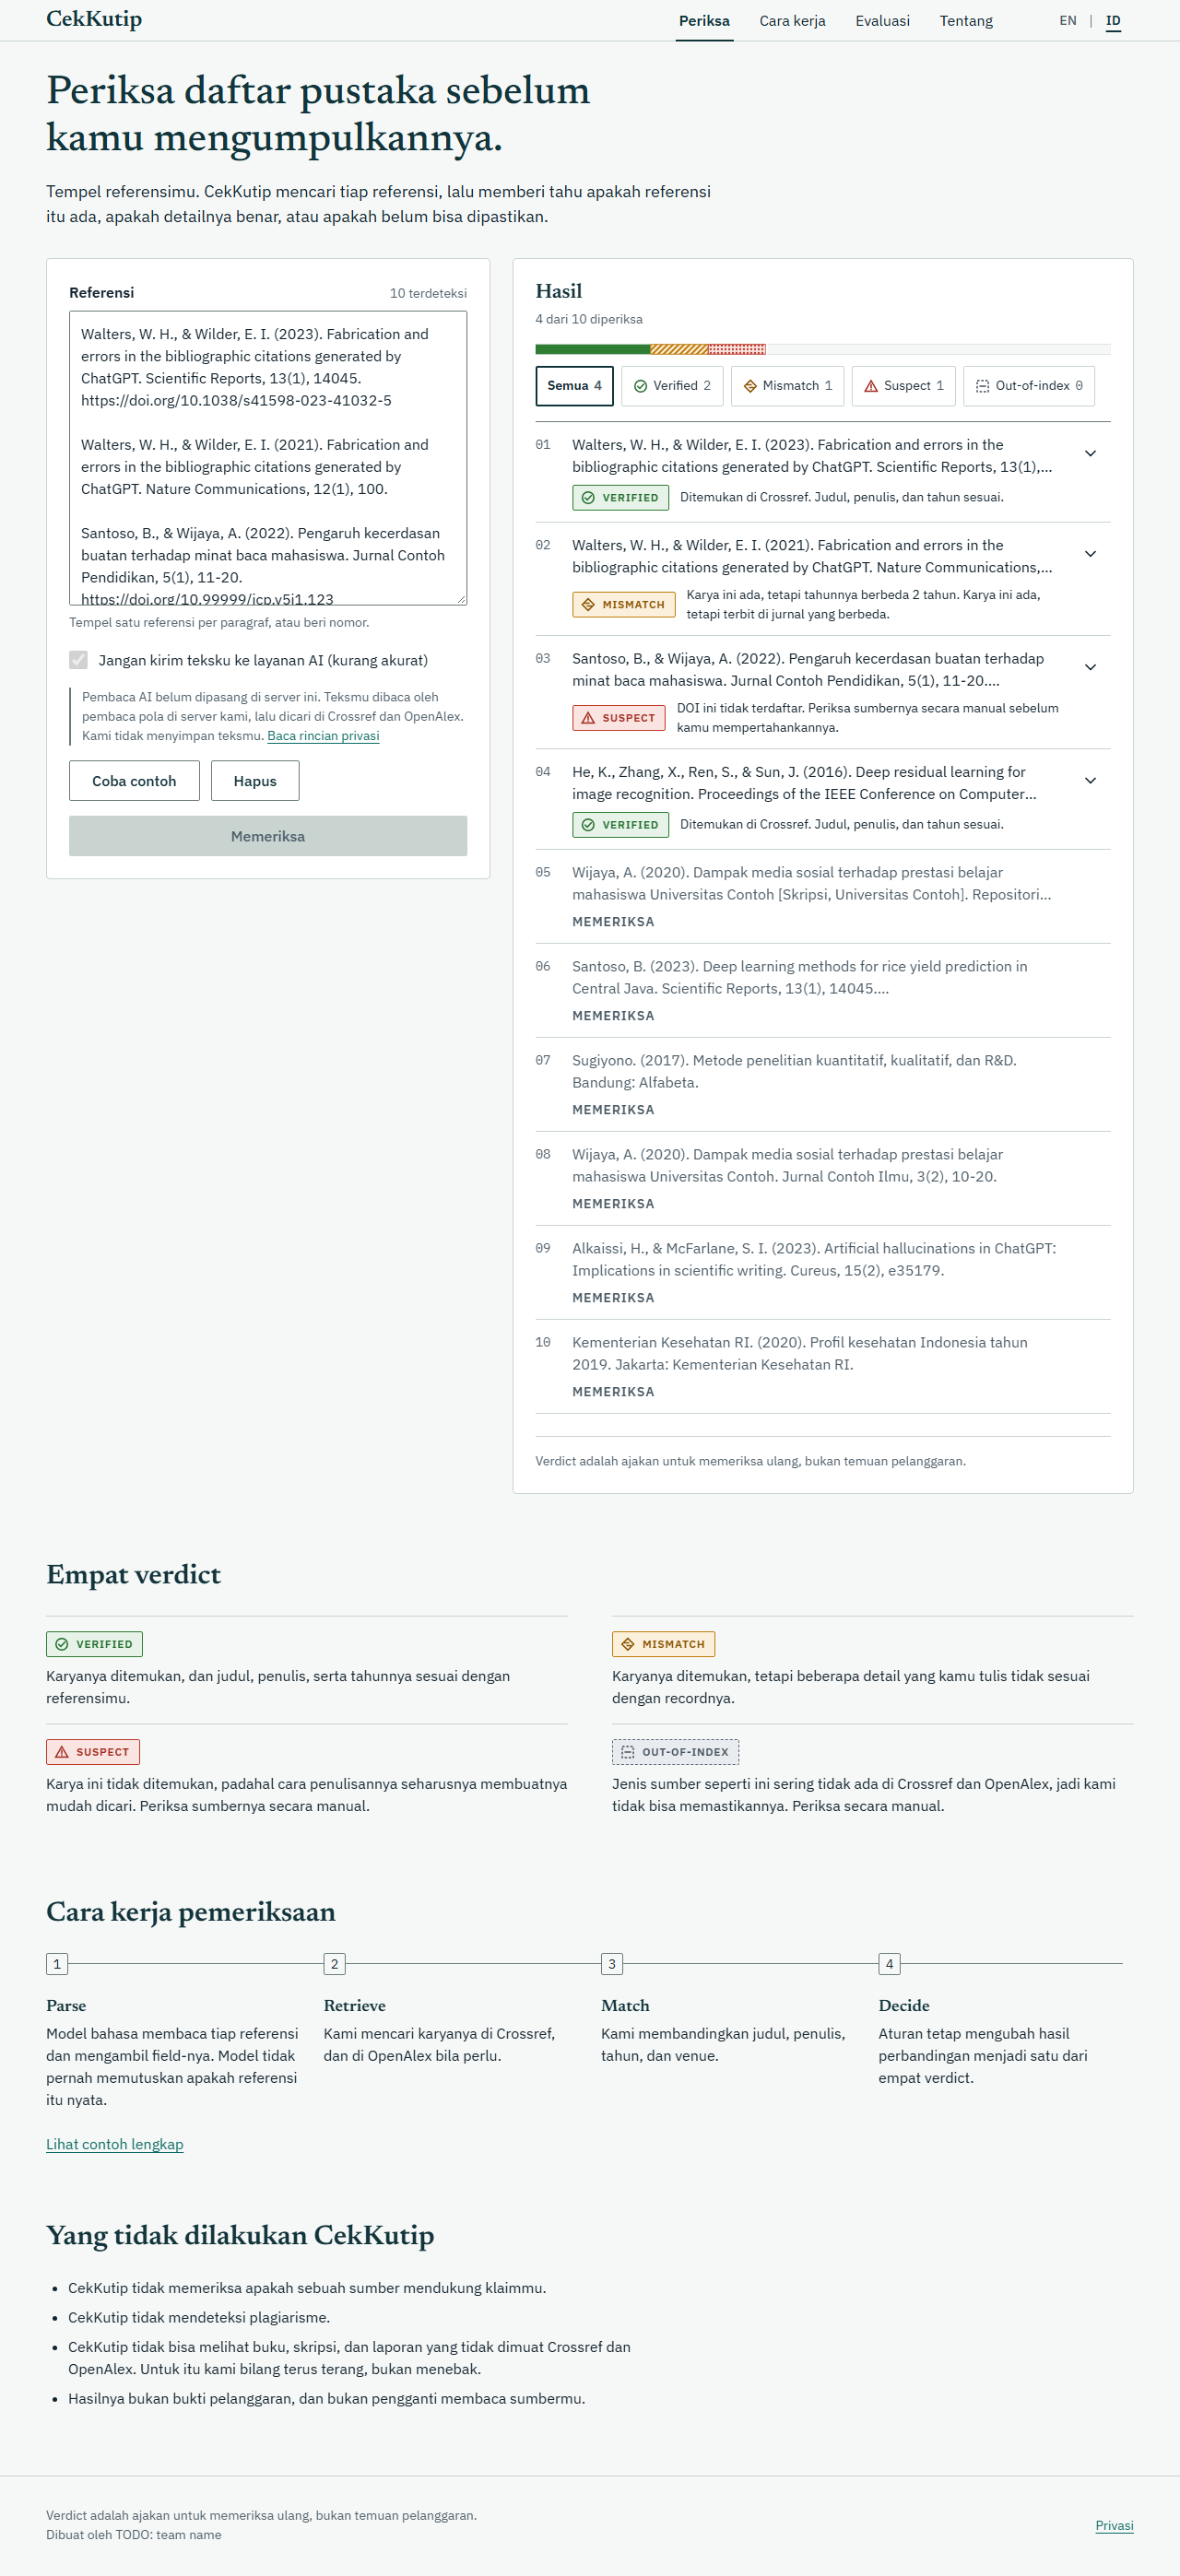 CekKutip
Periksa
Cara kerja
Evaluasi
Tentang
EN | ID
Periksa daftar pustaka sebelum
kamu mengumpulkannya.
Tempel referensimu. CekKutip mencari tiap referensi, lalu memberi tahu apakah referensi
itu ada, apakah detailnya benar, atau apakah belum bisa dipastikan.
Referensi
10 terdeteksi
Walters, W. H., & Wilder, E. I. (2023). Fabrication and
errors in the bibliographic citations generated by
ChatGPT. Scientific Reports, 13(1), 14045.
https://doi.org/10.1038/s41598-023-41032-5
Walters, W. H., & Wilder, E. I. (2021). Fabrication and
errors in the bibliographic citations generated by
ChatGPT. Nature Communications, 12(1), 100.
Santoso, B., & Wijaya, A. (2022). Pengaruh kecerdasan
buatan terhadap minat baca mahasiswa. Jurnal Contoh
Pendidikan, 5(1), 11-20.
https://doi.org/10.99999/jcp.v5i1.123
Tempel satu referensi per paragraf, atau beri nomor.
Jangan kirim teksku ke layanan AI (kurang akurat)
Pembaca AI belum dipasang di server ini. Teksmu dibaca oleh
pembaca pola di server kami, lalu dicari di Crossref dan OpenAlex.
Kami tidak menyimpan teksmu. Baca rincian privasi
Coba contoh
Hapus
Memeriksa
Hasil
4 dari 10 diperiksa
Semua 4
Verified 2
Mismatch 1
Suspect 1
Out-of-index 0
01
Walters, W. H., & Wilder, E. I. (2023). Fabrication and errors in the
bibliographic citations generated by ChatGPT. Scientific Reports, 13(1),...
VERIFIED
Ditemukan di Crossref. Judul, penulis, dan tahun sesuai.
02
Walters, W. H., & Wilder, E. I. (2021). Fabrication and errors in the
bibliographic citations generated by ChatGPT. Nature Communications,...
MISMATCH
Karya ini ada, tetapi tahunnya berbeda 2 tahun. Karya ini ada,
tetapi terbit di jurnal yang berbeda.
03
Santoso, B., & Wijaya, A. (2022). Pengaruh kecerdasan buatan terhadap
minat baca mahasiswa. Jurnal Contoh Pendidikan, 5(1), 11-20....
SUSPECT
DOI ini tidak terdaftar. Periksa sumbernya secara manual sebelum
kamu mempertahankannya.
04
He, K., Zhang, X., Ren, S., & Sun, J. (2016). Deep residual learning for
image recognition. Proceedings of the IEEE Conference on Computer...
VERIFIED
Ditemukan di Crossref. Judul, penulis, dan tahun sesuai.
05
Wijaya, A. (2020). Dampak media sosial terhadap prestasi belajar
mahasiswa Universitas Contoh [Skripsi, Universitas Contoh]. Repositori...
MEMERIKSA
06
Santoso, B. (2023). Deep learning methods for rice yield prediction in
Central Java. Scientific Reports, 13(1), 14045....
MEMERIKSA
07
Sugiyono. (2017). Metode penelitian kuantitatif, kualitatif, dan R&D.
Bandung: Alfabeta.
MEMERIKSA
08
Wijaya, A. (2020). Dampak media sosial terhadap prestasi belajar
mahasiswa Universitas Contoh. Jurnal Contoh Ilmu, 3(2), 10-20.
MEMERIKSA
09
Alkaissi, H., & McFarlane, S. I. (2023). Artificial hallucinations in ChatGPT:
Implications in scientific writing. Cureus, 15(2), e35179.
MEMERIKSA
10
Kementerian Kesehatan RI. (2020). Profil kesehatan Indonesia tahun
2019. Jakarta: Kementerian Kesehatan RI.
MEMERIKSA
Verdict adalah ajakan untuk memeriksa ulang, bukan temuan pelanggaran.
Empat verdict
VERIFIED
Karyanya ditemukan, dan judul, penulis, serta tahunnya sesuai dengan
referensimu.
MISMATCH
Karyanya ditemukan, tetapi beberapa detail yang kamu tulis tidak sesuai
dengan recordnya.
SUSPECT
Karya ini tidak ditemukan, padahal cara penulisannya seharusnya membuatnya
mudah dicari. Periksa sumbernya secara manual.
OUT-OF-INDEX
Jenis sumber seperti ini sering tidak ada di Crossref dan OpenAlex, jadi kami
tidak bisa memastikannya. Periksa secara manual.
Cara kerja pemeriksaan
1
Parse
Model bahasa membaca tiap referensi
dan mengambil field-nya. Model tidak
pernah memutuskan apakah referensi
itu nyata.
2
Retrieve
Kami mencari karyanya di Crossref,
dan di OpenAlex bila perlu.
3
Match
Kami membandingkan judul, penulis,
tahun, dan venue.
4
Decide
Aturan tetap mengubah hasil
perbandingan menjadi satu dari
empat verdict.
Lihat contoh lengkap
Yang tidak dilakukan CekKutip
• CekKutip tidak memeriksa apakah sebuah sumber mendukung klaimmu.
• CekKutip tidak mendeteksi plagiarisme.
• CekKutip tidak bisa melihat buku, skripsi, dan laporan yang tidak dimuat Crossref dan
OpenAlex. Untuk itu kami bilang terus terang, bukan menebak.
• Hasilnya bukan bukti pelanggaran, dan bukan pengganti membaca sumbermu.
Verdict adalah ajakan untuk memeriksa ulang, bukan temuan pelanggaran.
Dibuat oleh TODO: team name
Privasi